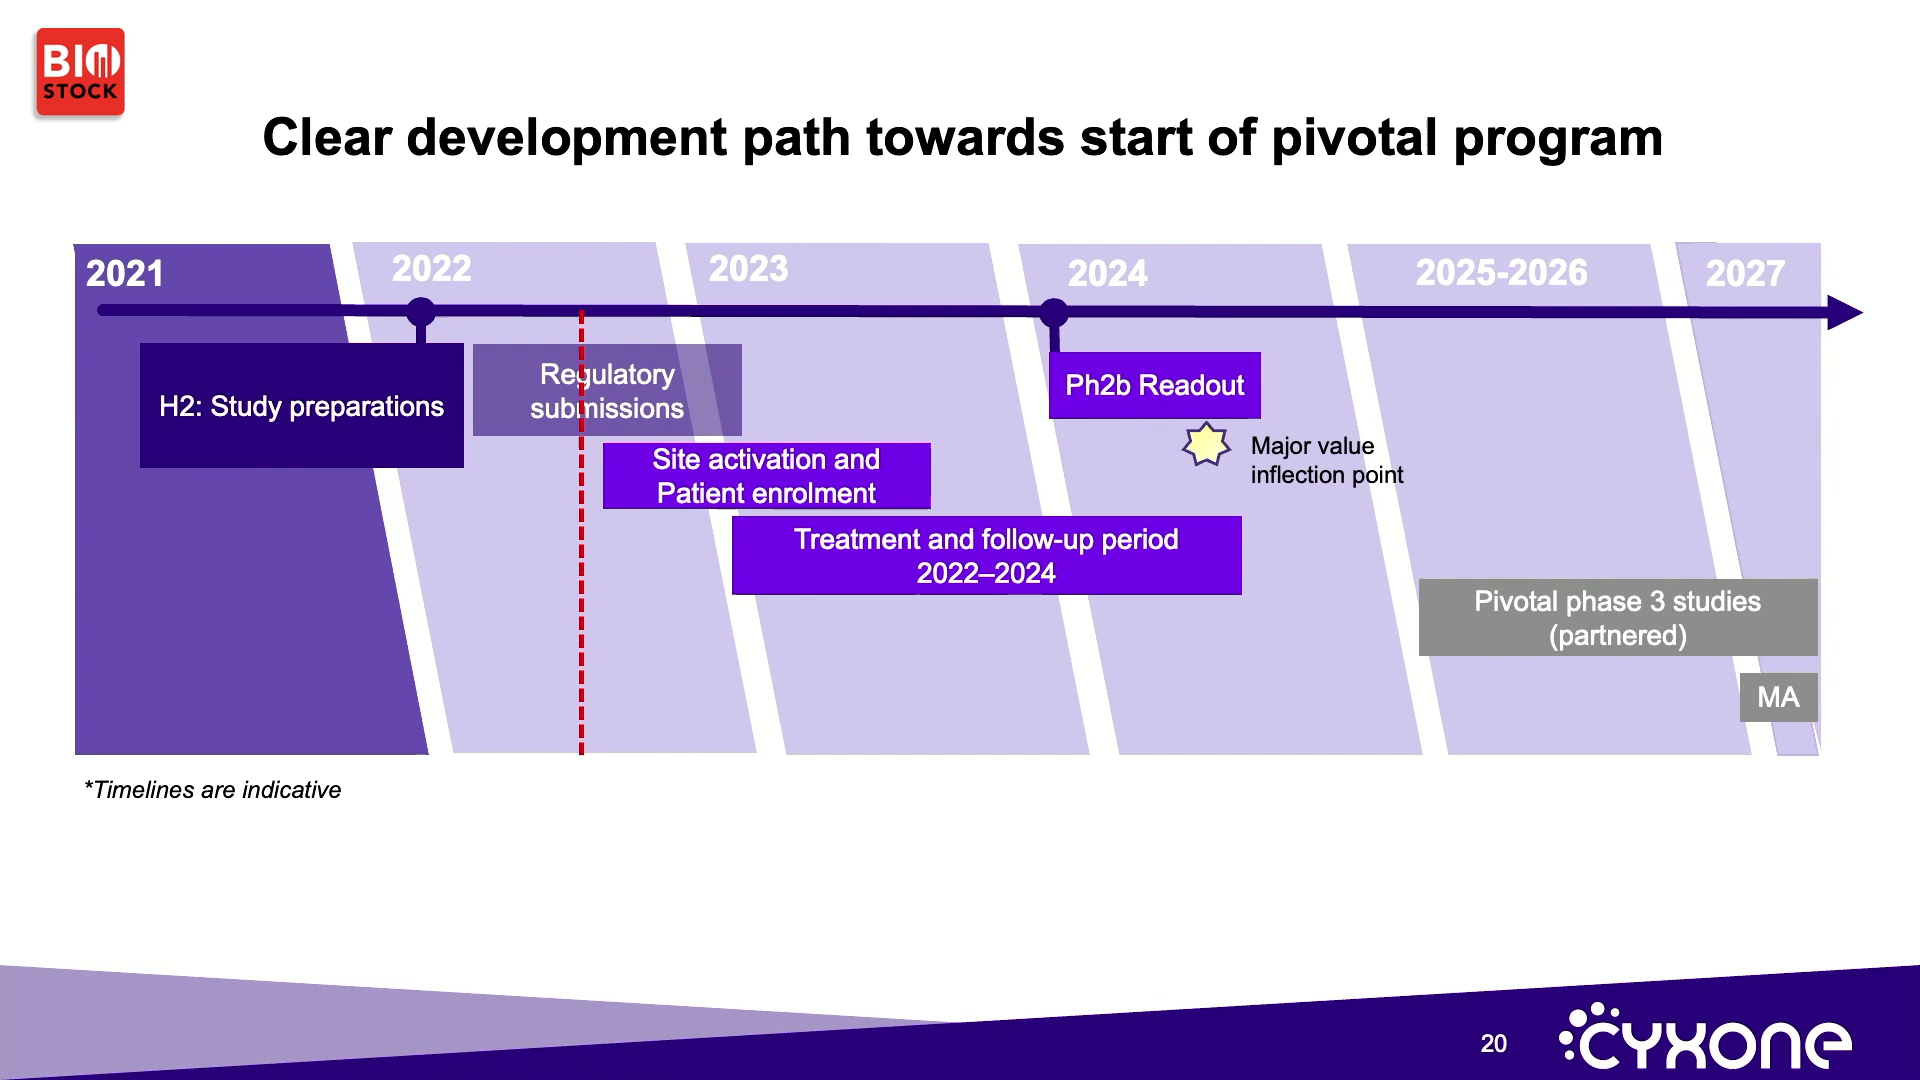 BIO
STOCK
Clear development path towards start of pivotal program
2021
2022
2023
2024
2025-2026
2027
H2: Study preparations
Regulatory
submissions
Ph2b Readout
Major value
inflection point
Site activation and
Patient enrolment
Treatment and follow-up period
2022–2024
Pivotal phase 3 studies
(partnered)
MA
*Timelines are indicative
20
CYXONE